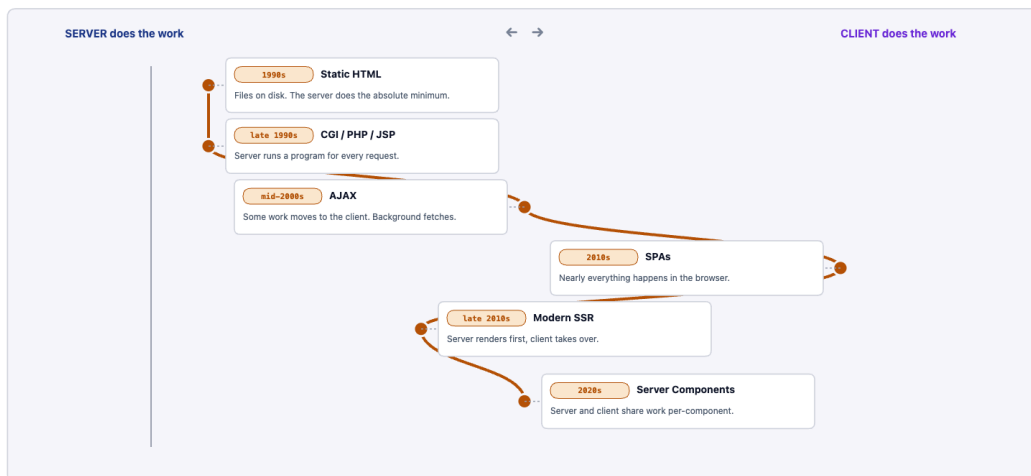 SERVER does the work
← →
CLIENT does the work
1990s Static HTML
Files on disk. The server does the absolute minimum.
late 1990s CGI / PHP / JSP
Server runs a program for every request.
mid-2000s AJAX
Some work moves to the client. Background fetches.
2010s SPAs
Nearly everything happens in the browser.
late 2010s Modern SSR
Server renders first, client takes over.
2020s Server Components
Server and client share work per-component.